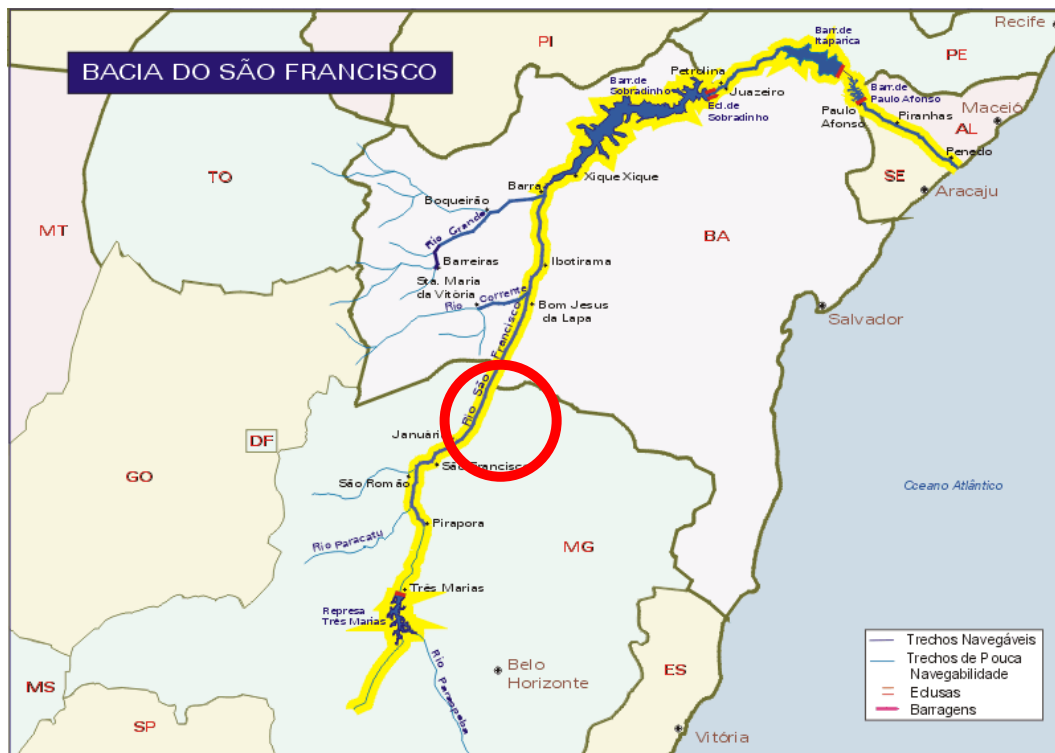 Recife
PE
PI
BACIA DO SÃO FRANCISCO
Barr.de
Itaparica
Petrolina
Barr.de
Sobradinho
Juazeiro
Ecl.de
Sobradinho
Barr.de
Paulo Afonso
Paulo
Afonso
Piranhas
Maceió
AL
Penedo
SE
Aracaju
TO
Xique Xique
Barra
Boqueirão
MT
Rio Grande
BA
Barreiras
Ibotirama
Sta. Maria
da Vitória
Rio Corrente
Bom Jesus
da Lapa
Salvador
Rio São Francisco
Januári
DF
São Francisco
GO
São Romão
Oceano Atlântico
Pirapora
Rio Paracatu
MG
Três Marias
Represa
Três Marias
Rio Paraopaba
Belo
Horizonte
ES
MS
SP
Vitória
Trechos Navegáveis
Trechos de Pouca
Navegabilidade
Eclusas
Barragens